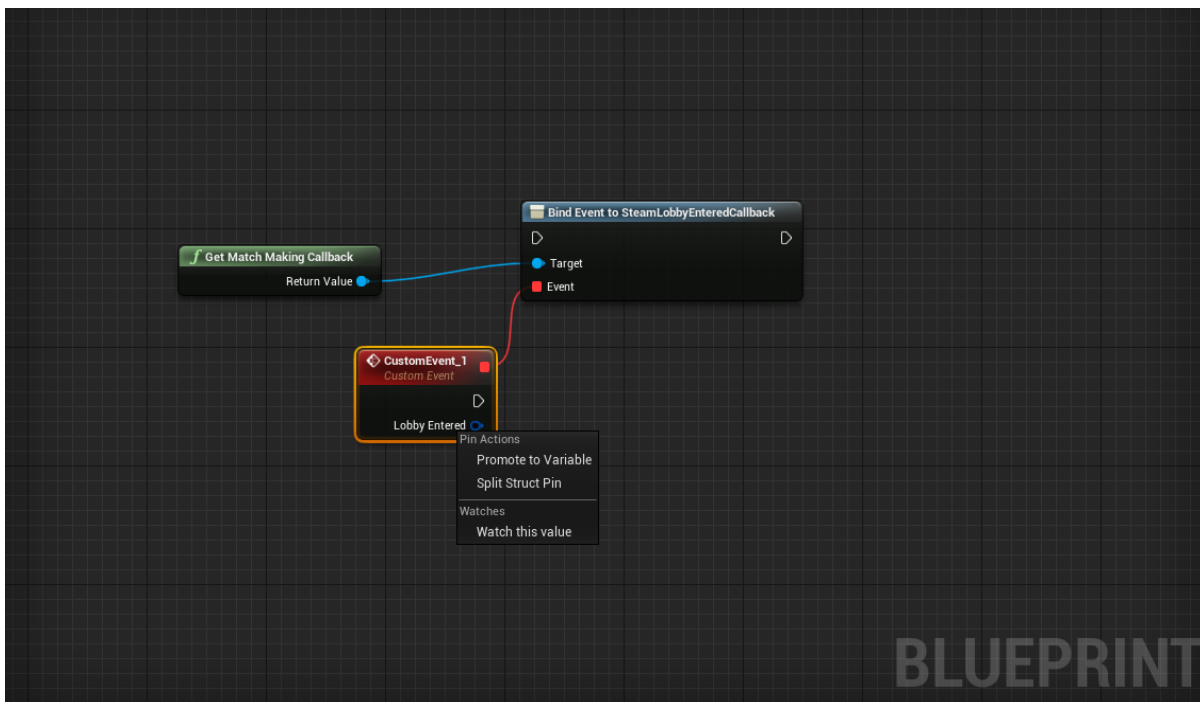 Bind Event to SteamLobbyEnteredCallback
Target
Event
f Get Match Making Callback
Return Value
CustomEvent_1
Custom Event
Lobby Entered
Pin Actions
Promote to Variable
Split Struct Pin
Watches
Watch this value
BLUEPRINT